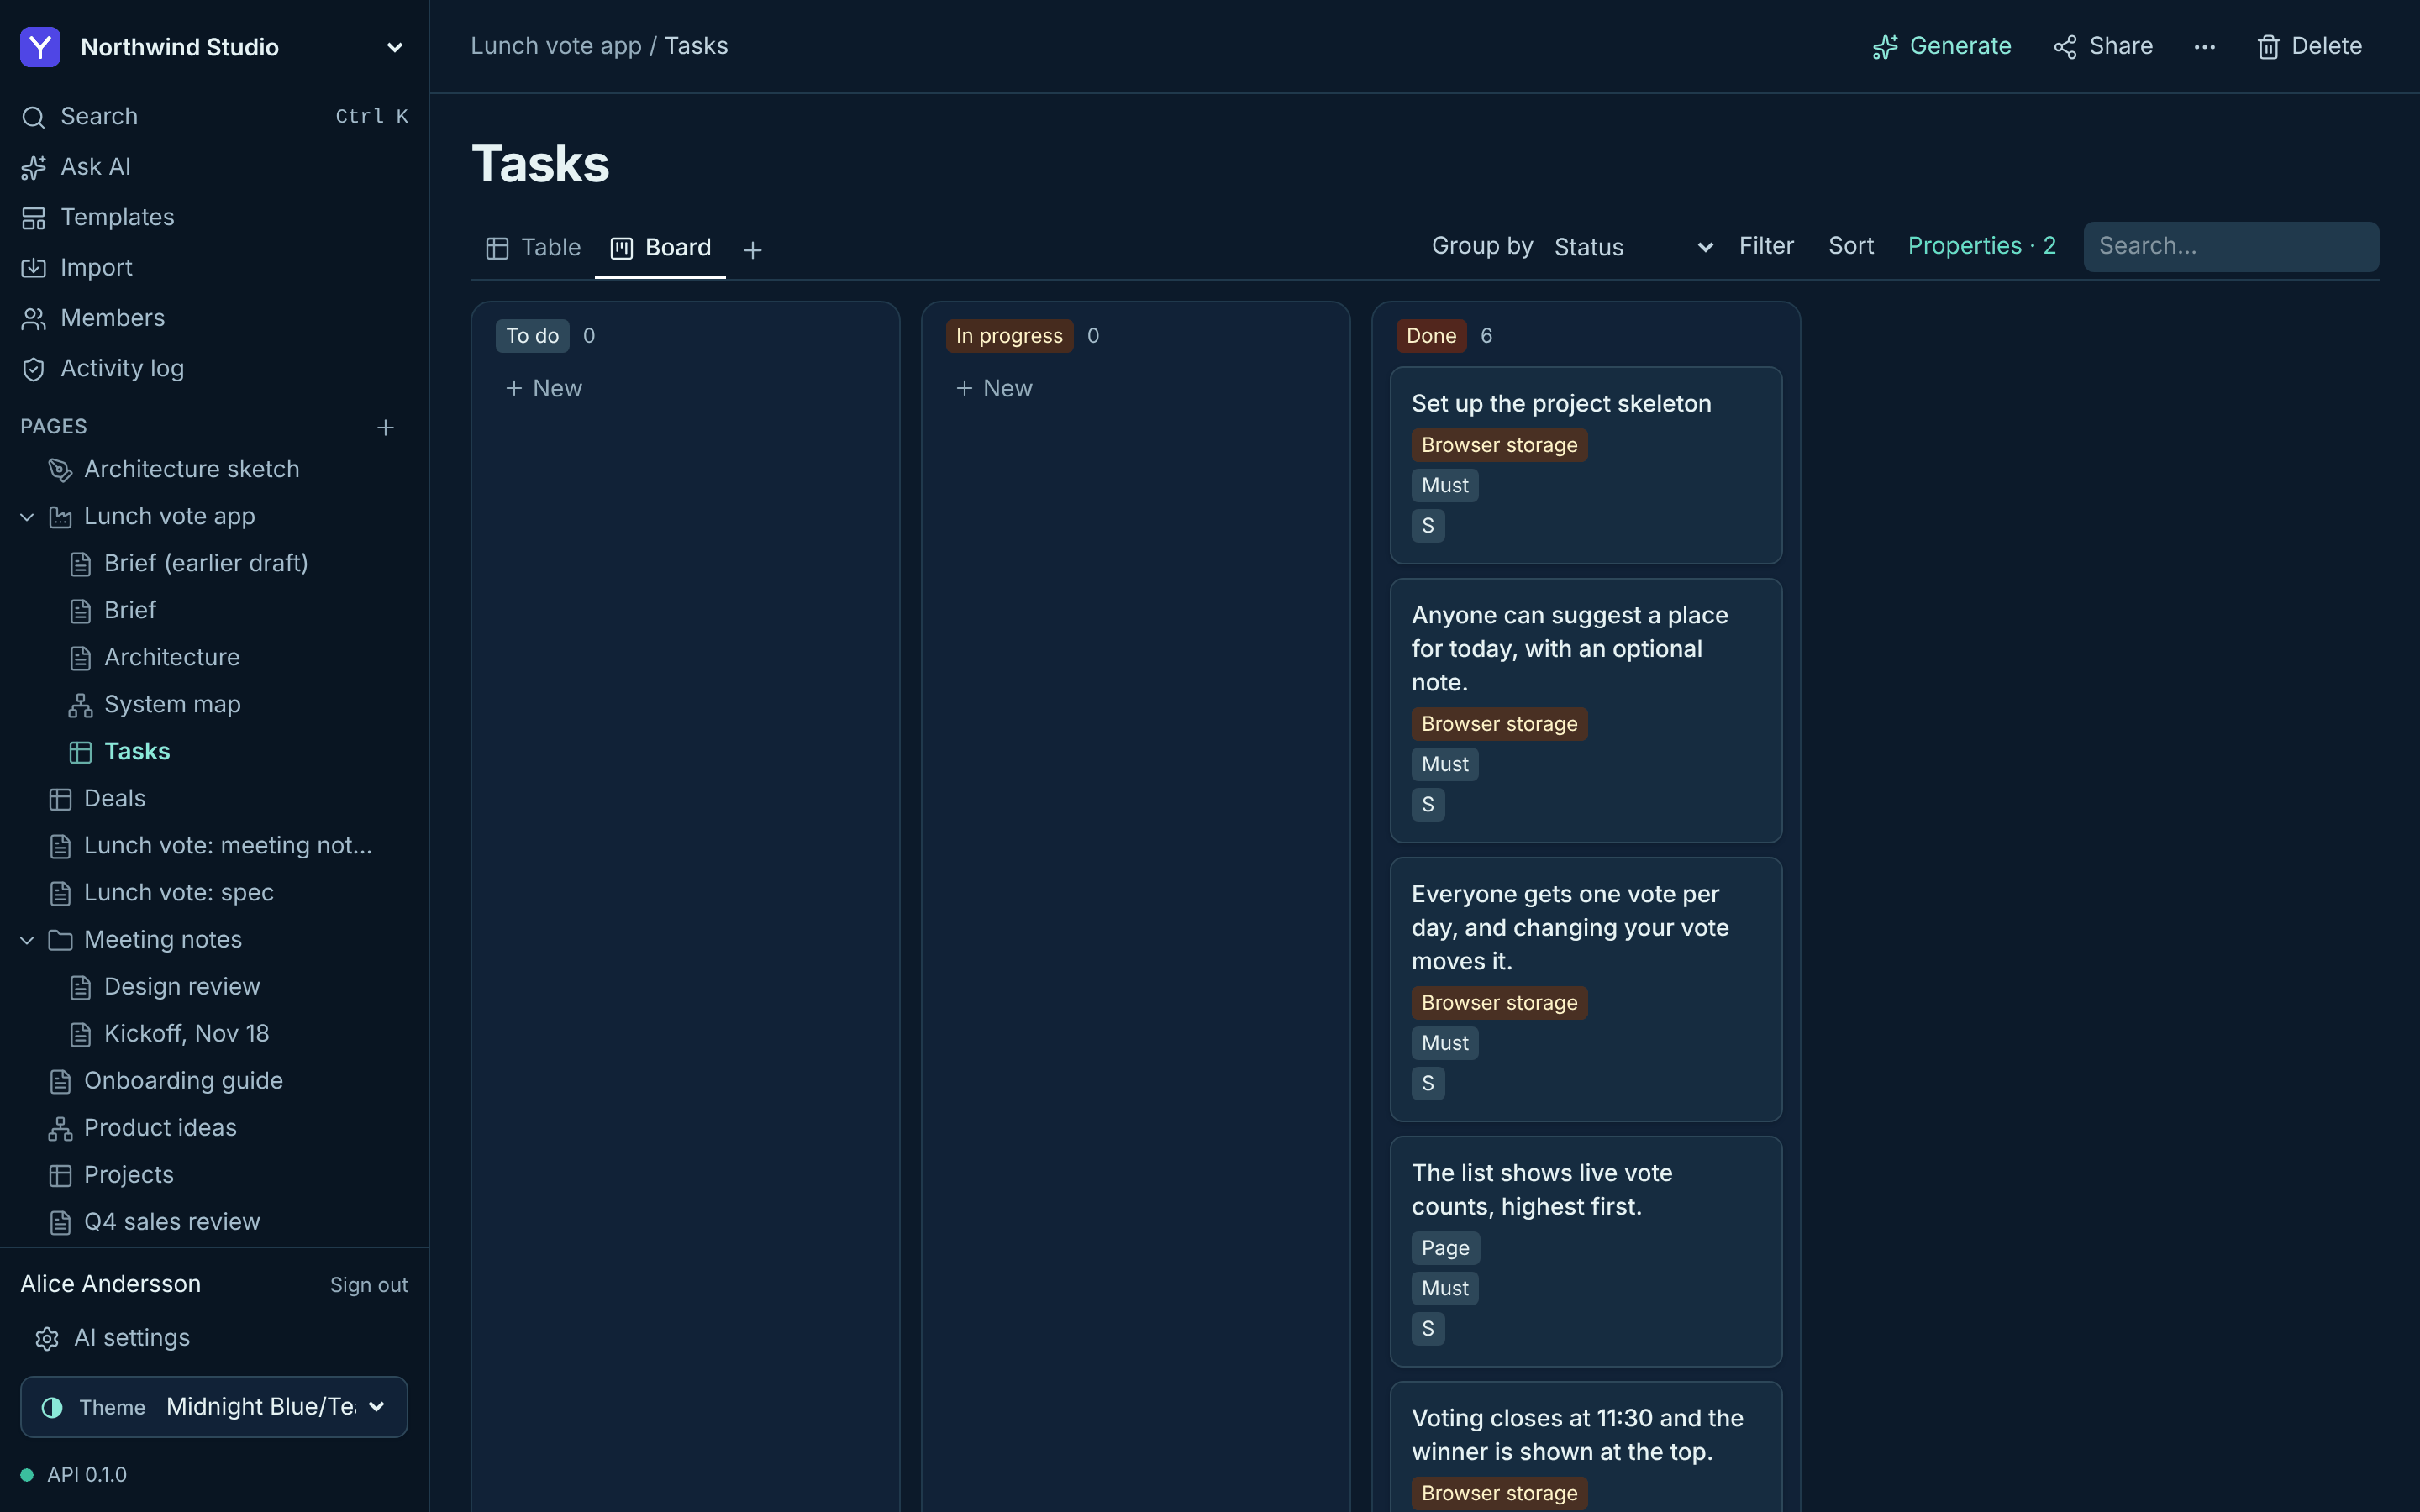 Northwind Studio
Search Ctrl K
Ask AI
Templates
Import
Members
Activity log
PAGES
Architecture sketch
Lunch vote app
Brief (earlier draft)
Brief
Architecture
System map
Tasks
Deals
Lunch vote: meeting not...
Lunch vote: spec
Meeting notes
Design review
Kickoff, Nov 18
Onboarding guide
Product ideas
Projects
Q4 sales review
Alice Andersson Sign out
AI settings
Theme Midnight Blue/Tea
API 0.1.0
Lunch vote app / Tasks
Generate Share Delete
Tasks
Table Board
Group by Status Filter Sort Properties · 2 Search...
To do 0
+ New
In progress 0
+ New
Done 6
Set up the project skeleton
Browser storage
Must
S
Anyone can suggest a place
for today, with an optional
note.
Browser storage
Must
S
Everyone gets one vote per
day, and changing your vote
moves it.
Browser storage
Must
S
The list shows live vote
counts, highest first.
Page
Must
S
Voting closes at 11:30 and the
winner is shown at the top.
Browser storage